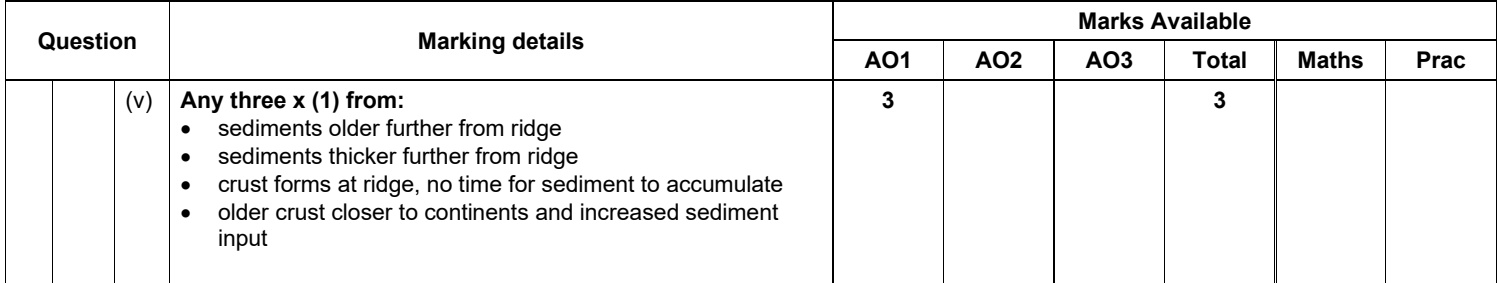 Question Marking details Marks Available
AO1 AO2 AO3 Total Maths Prac
(v) Any three x (1) from: 3 3
• sediments older further from ridge
• sediments thicker further from ridge
• crust forms at ridge, no time for sediment to accumulate
• older crust closer to continents and increased sediment
input